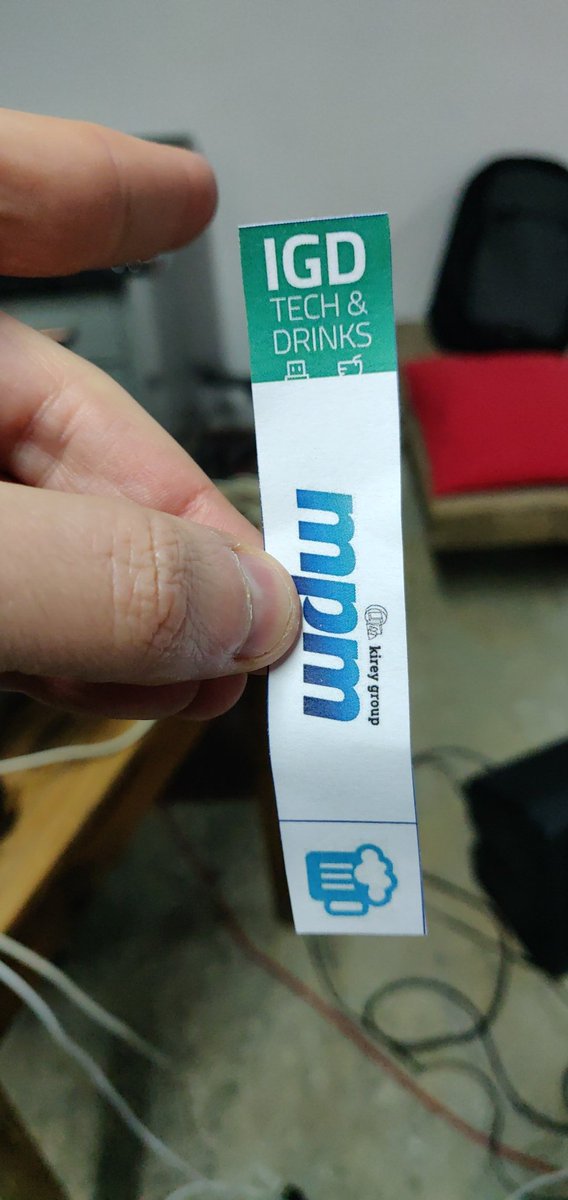 IGD
TECH &
DRINKS
mpm
kirey group